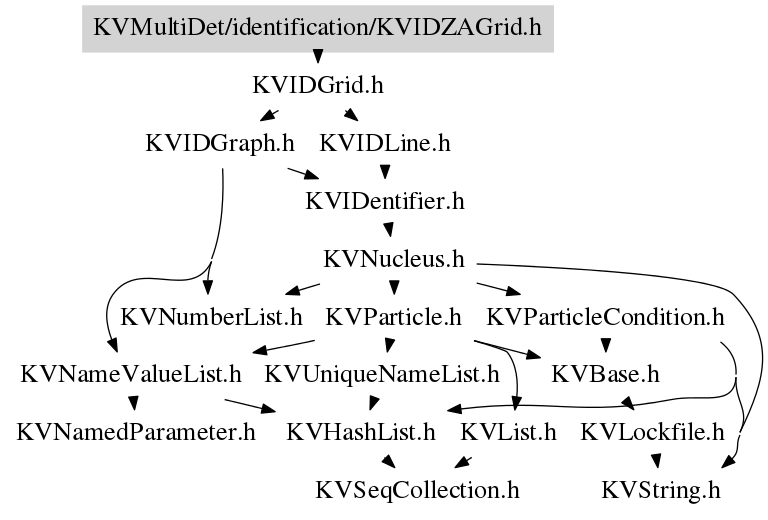 KVMultiDet/identification/KVIDZAGrid.h
KVIDGrid.h
KVIDGraph.h
KVIDLine.h
KVIDentifier.h
KVNucleus.h
KVNumberList.h
KVParticle.h
KVParticleCondition.h
KVNameValueList.h
KVUniqueNameList.h
KVBase.h
KVNamedParameter.h
KVHashList.h
KVList.h
KVLockfile.h
KVSeqCollection.h
KVString.h